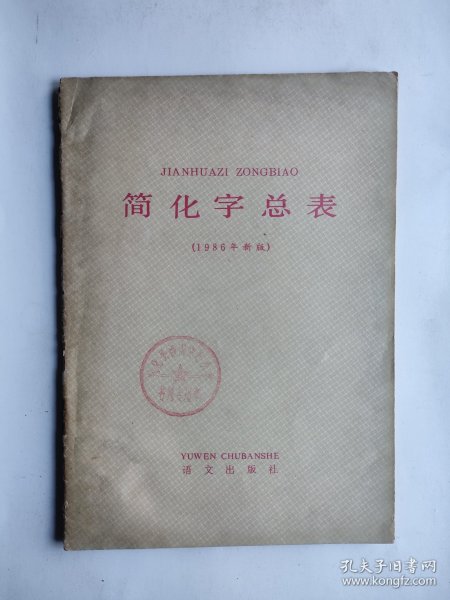 JIANHUAZI ZONGBIAO
简化字总表
(1986年新版)
YUWEN CHUBANSHE
语文出版社
孔夫子旧书网
www.kongfz.com